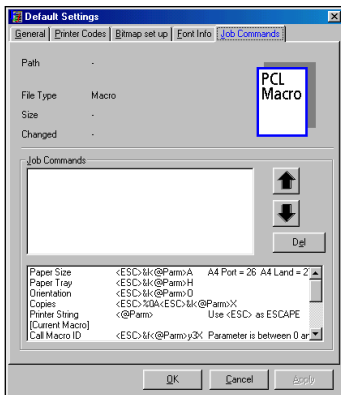 Default Settings
General Printer Codes Bitmap set up Font Info Job Commands
Path -
PCL Macro
File Type Macro
Size -
Changed -
Job Commands
Del
Paper Size <ESC>&l<@Parm>A A4 Port = 26 A4 Land = 2
Paper Tray <ESC>&l<@Parm>H
Orientation <ESC>&l<@Parm>O
Copies <ESC>%0A<ESC>&l<@Parm>X
Printer String <@Parm> Use <ESC> as ESCAPE
[Current Macro]
Call Macro ID <ESC>&f<@Parm>y3X Parameter is between 0 ar
OK Cancel Apply